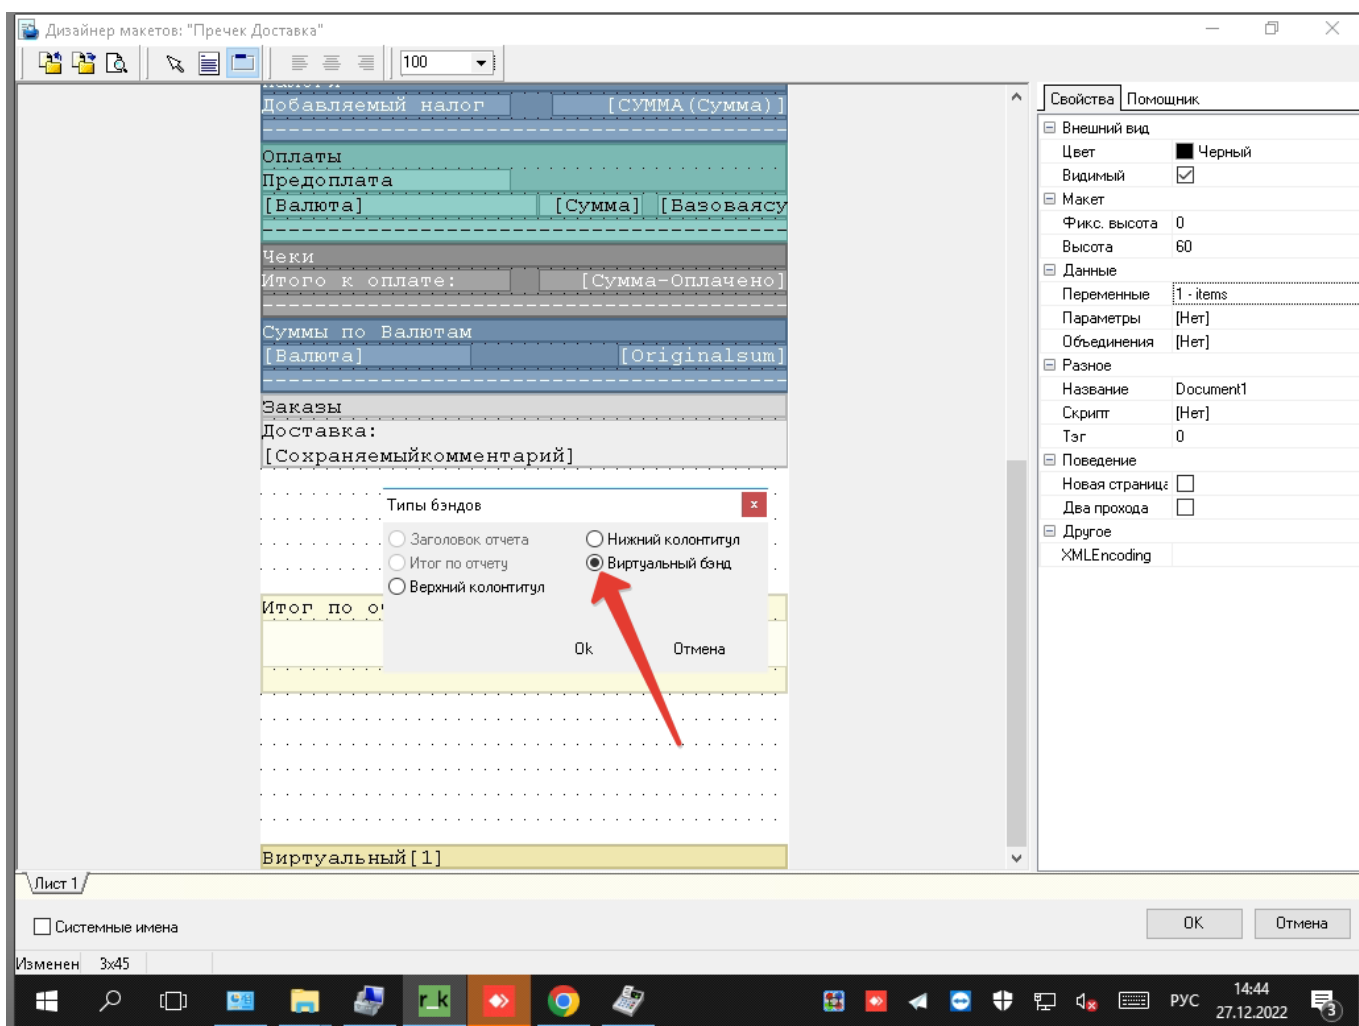 Дизайнер макетов: "Пречек Доставка"
100
Добавляемый налог [СУММА(Сумма)]
Оплаты
Предоплата
[Валюта] [Сумма] [Базоваясу
Чеки
Итого к оплате: [Сумма-Оплачено]
Суммы по Валютам
[Валюта] [Originalsum]
Заказы
Доставка:
[Сохраняемыйкомментарий]
Типы бэндов
Заголовок отчета
Нижний колонтитул
Итог по отчету
Виртуальный бэнд
Верхний колонтитул
Ok Отмена
Итог по о
Виртуальный[1]
Свойства Помощник
Внешний вид
Цвет Черный
Видимый
Макет
Фикс. высота 0
Высота 60
Данные
Переменные 1 - items
Параметры [Нет]
Объединения [Нет]
Разное
Название Document1
Скрипт [Нет]
Тэг 0
Поведение
Новая страница
Два прохода
Другое
XMLEncoding
Лист 1
Системные имена
OK Отмена
Изменен 3x45
r_k
РУС
14:44
27.12.2022
3